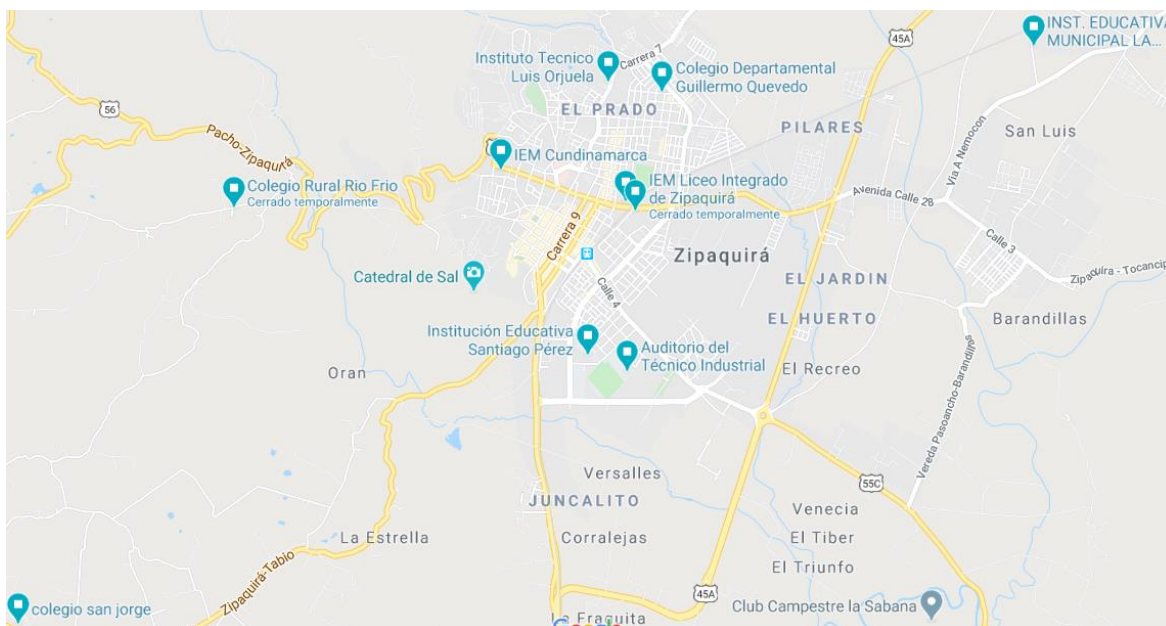 INST. EDUCATIVA
MUNICIPAL LA...
45A
Instituto Tecnico
Luis Orjuela
Carrera 7
Colegio Departamental
Guillermo Quevedo
56
EL PRADO
PILARES
San Luis
Via A Nemocon
Pacho-Zipaquirá
IEM Cundinamarca
Colegio Rural Rio Frio
Cerrado temporalmente
IEM Liceo Integrado
de Zipaquirá
Cerrado temporalmente
Avenida Calle 26
Carrera 9
Calle 3
Zipaquirá
Zipaquira - Tocancip
Catedral de Sal
EL JARDIN
Calle 4
EL HUERTO
Barandillas
Institución Educativa
Santiago Pérez
Auditorio del
Técnico Industrial
El Recreo
Oran
Vereda Pasoancho-Barandillas
Versalles
55C
JUNCALITO
Venecia
La Estrella
Corralejas
El Tiber
El Triunfo
Zipaquirá-Tabio
45A
colegio san jorge
Club Campestre la Sabana
La Fraguita